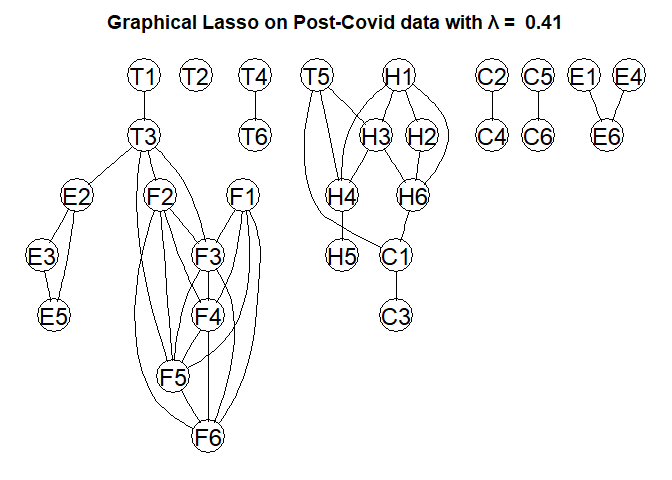 Graphical Lasso on Post-Covid data with λ = 0.41
T1 T2 T4 T5 H1 C2 C5 E1 E4
T3 T6 H3 H2 C4 C6 E6
E2 F2 F1 H4 H6
E3 F3 H5 C1
E5 F4 C3
F5
F6